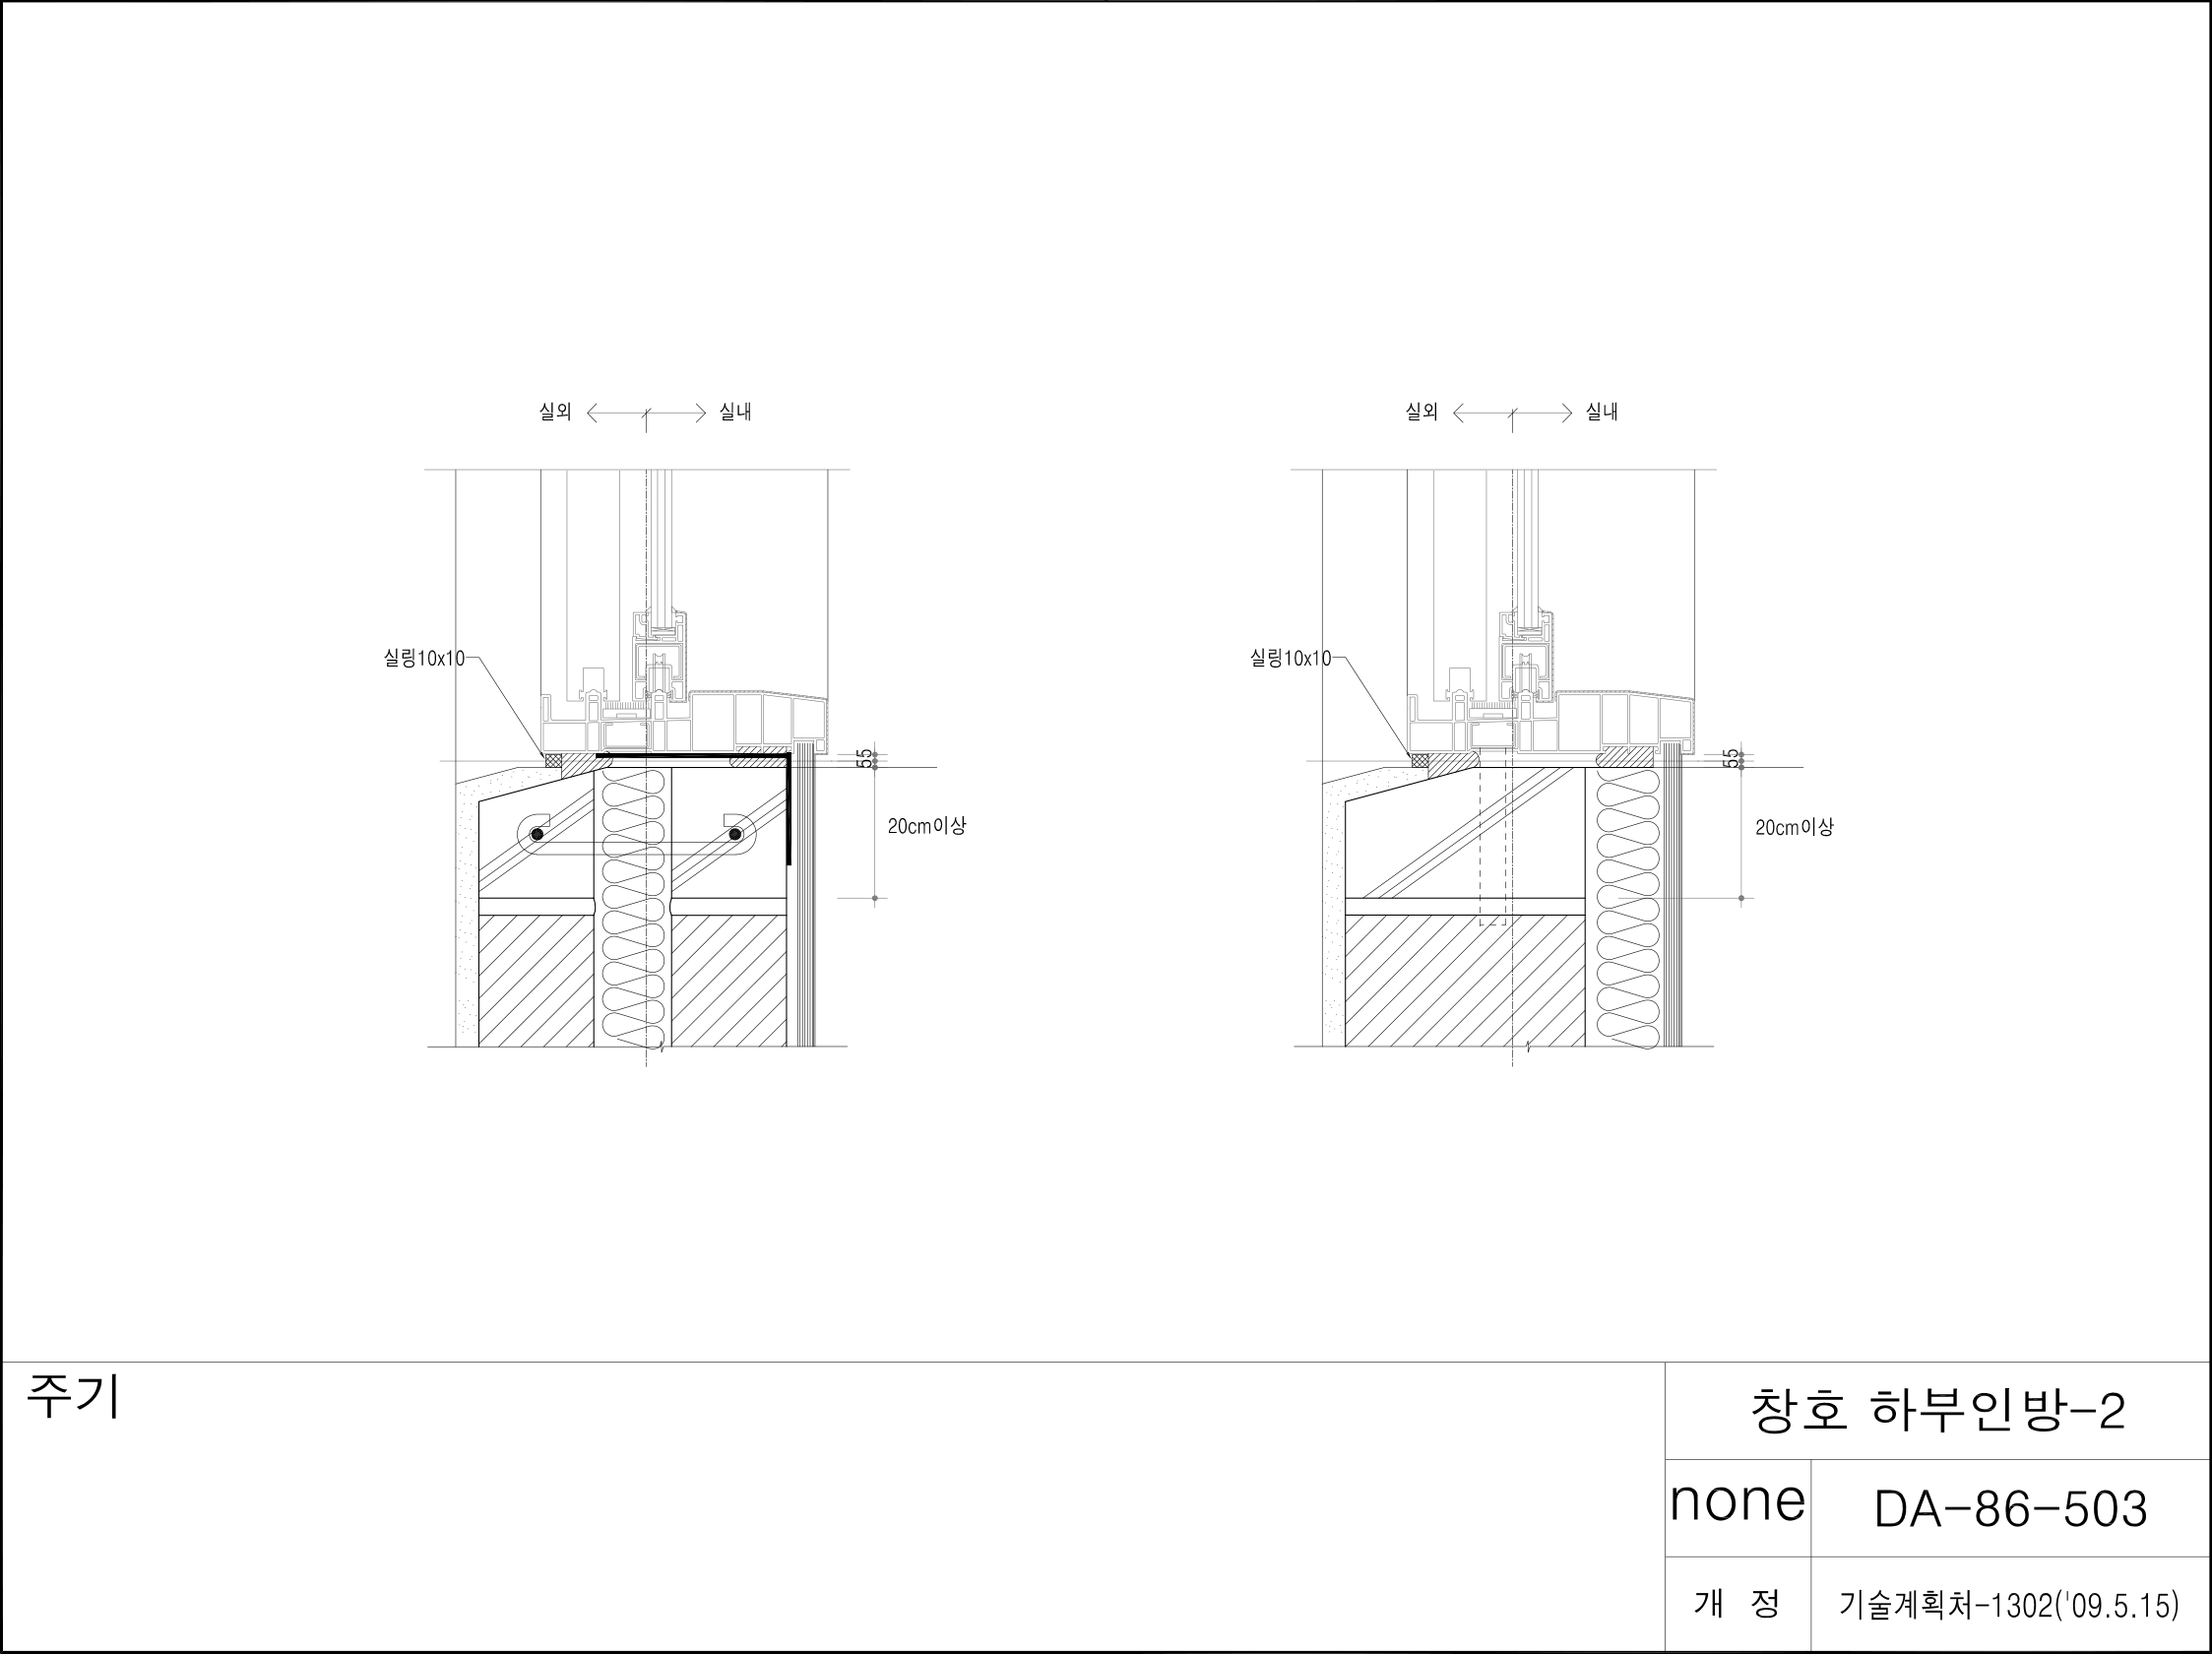 실외 실내
실외 실내
실링10x10
실링10x10
55
55
20cm이상
20cm이상
주기
창호 하부인방-2
none DA-86-503
개 정 기술계획처-1302('09.5.15)